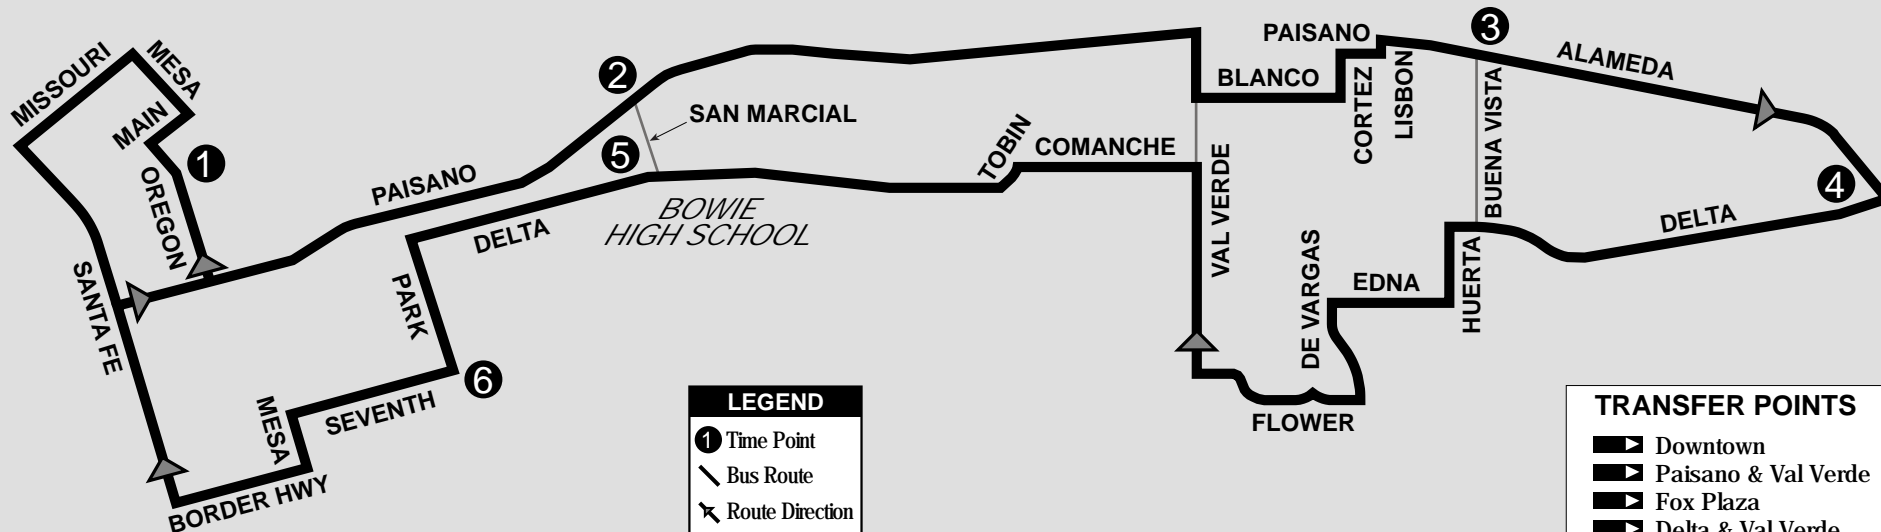 MISSOURI
MESA
MAIN
OREGON
1
SANTA FE
PAISANO
2
SAN MARCIAL
5
BOWIE
HIGH SCHOOL
DELTA
PARK
6
SEVENTH
MESA
BORDER HWY
TOBIN
COMANCHE
VAL VERDE
BLANCO
PAISANO
CORTEZ
LISBON
3
ALAMEDA
BUENA VISTA
4
DELTA
HUERTA
EDNA
DE VARGAS
FLOWER
LEGEND
1 Time Point
Bus Route
Route Direction
TRANSFER POINTS
Downtown
Paisano & Val Verde
Fox Plaza
Delta & Val Verde